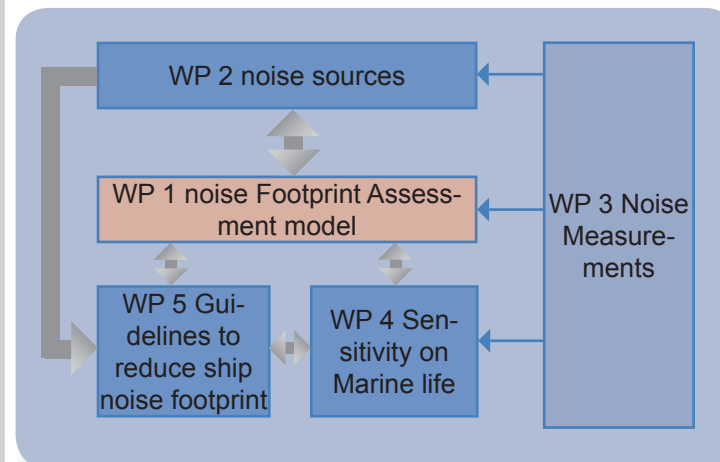 WP 2 noise sources
WP 1 noise Footprint Assess-
ment model
WP 3 Noise
Measure-
ments
WP 5 Gui-
delines to
reduce ship
noise footprint
WP 4 Sen-
sitivity on
Marine life